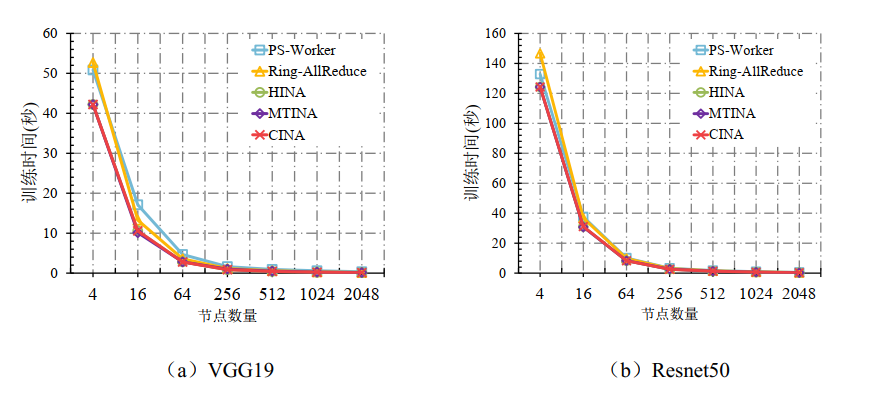 60
50
40
30
20
10
0
训练时间(秒)
PS-Worker
Ring-AllReduce
HINA
MTINA
CINA
4 16 64 256 512 1024 2048
节点数量
(a) VGG19
160
140
120
100
80
60
40
20
0
训练时间(秒)
PS-Worker
Ring-AllReduce
HINA
MTINA
CINA
4 16 64 256 512 1024 2048
节点数量
(b) Resnet50